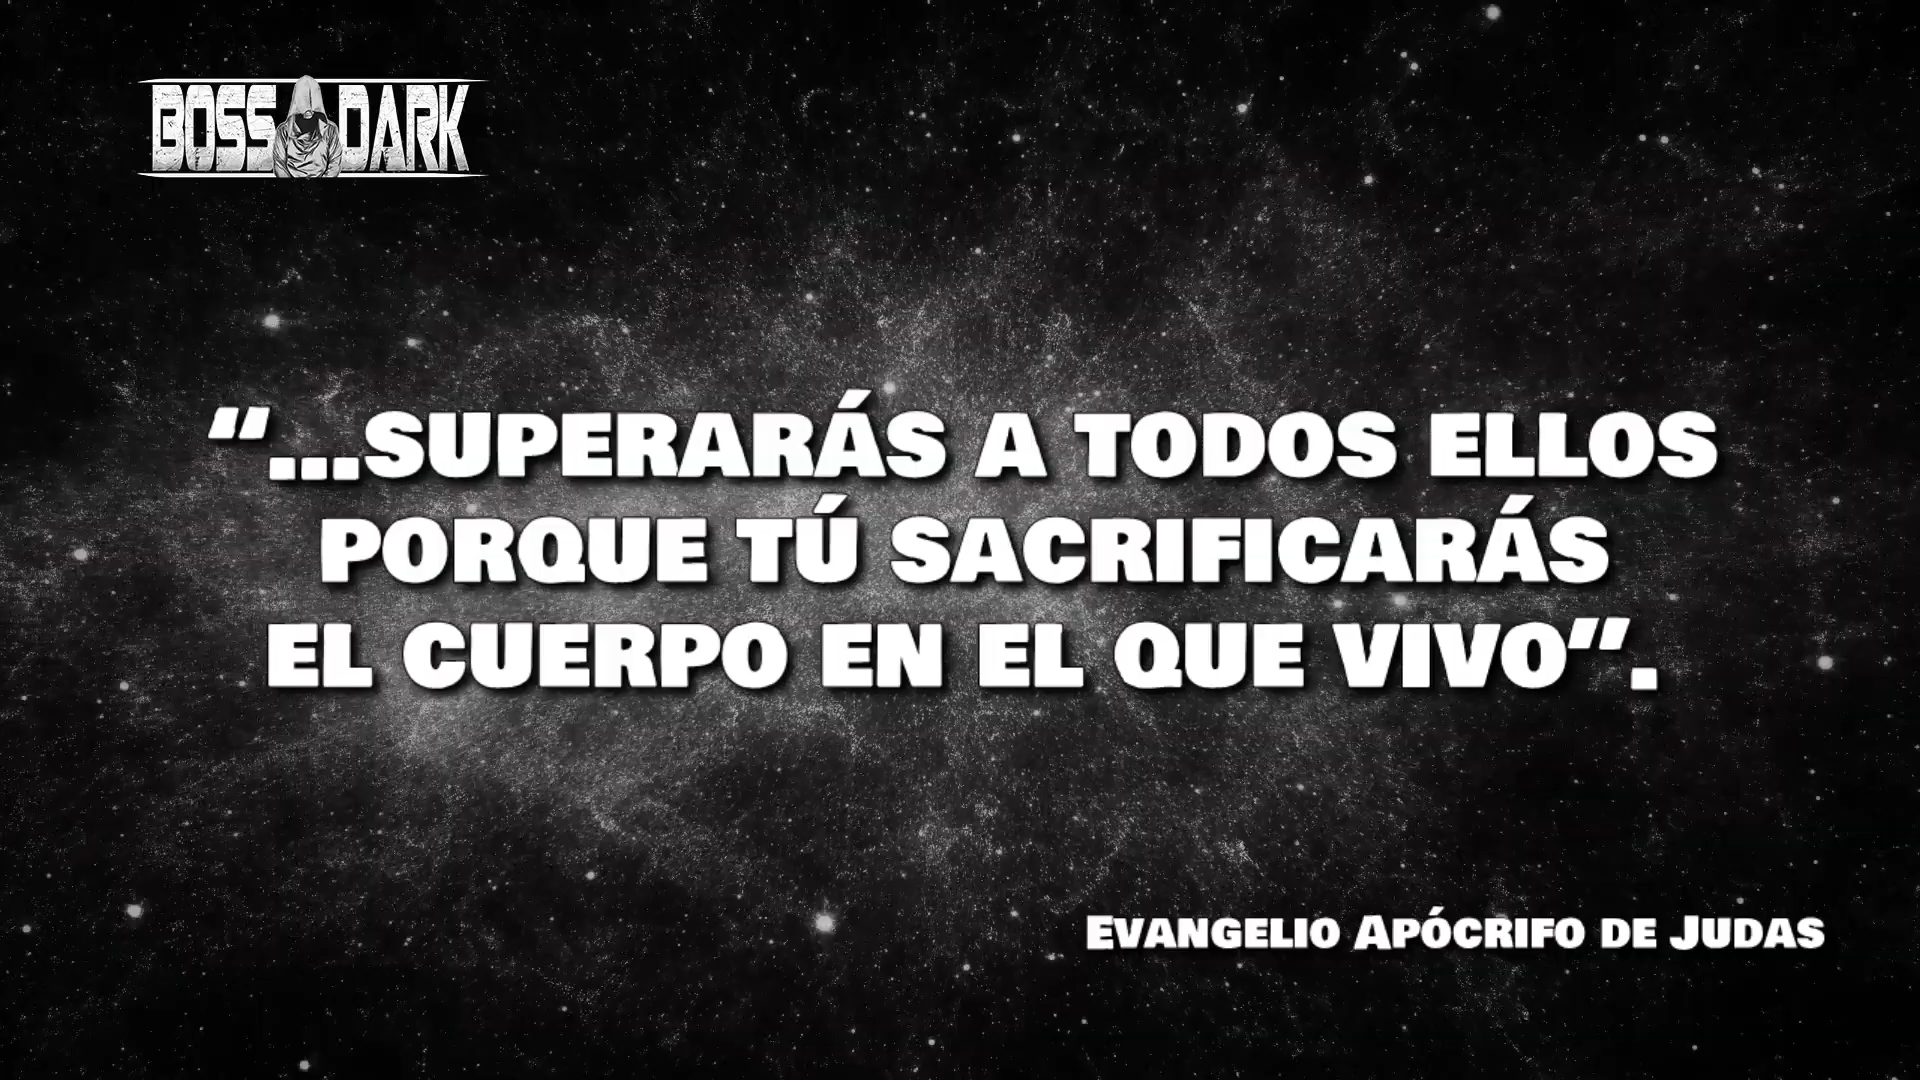 BOSS DARK
“...SUPERARÁS A TODOS ELLOS
PORQUE TÚ SACRIFICARÁS
EL CUERPO EN EL QUE VIVO”.
EVANGELIO APÓCRIFO DE JUDAS